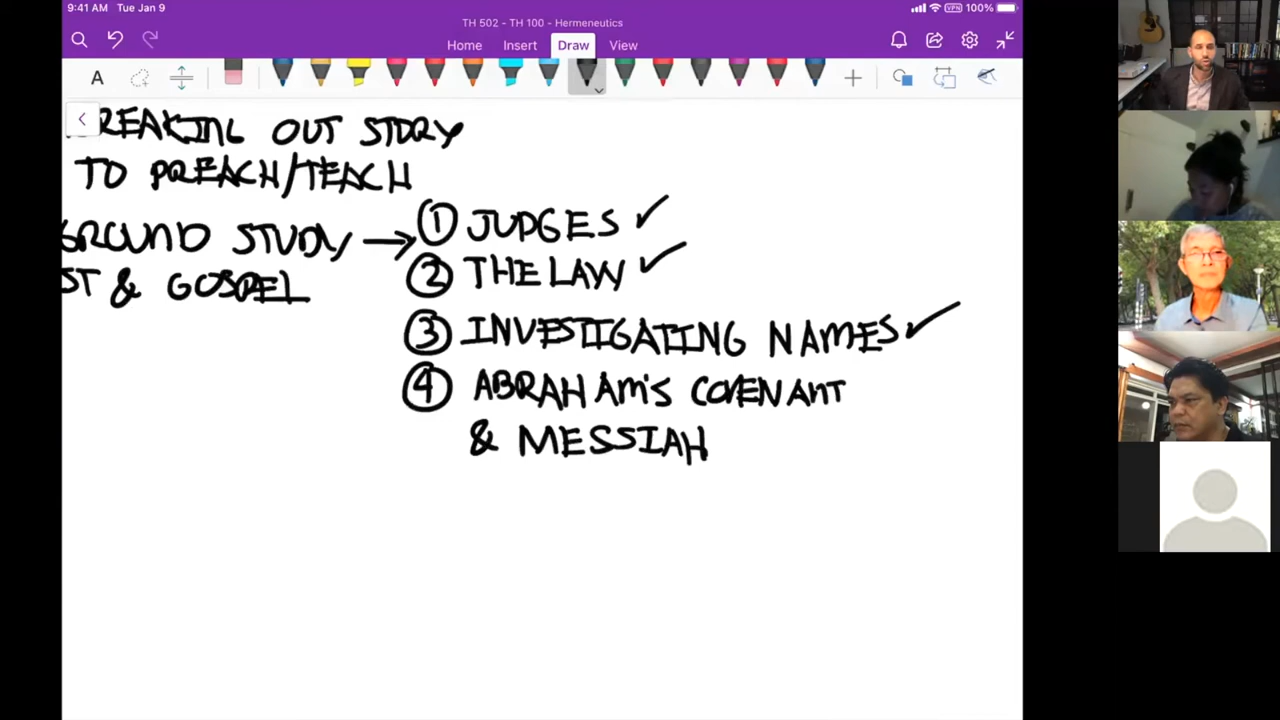 9:41 AM Tue Jan 9
VPN 100%
TH 502 - TH 100 - Hermeneutics
Home Insert Draw View
A
REAKING OUT STORY
TO PREACH/TEACH
GROUND STUDY → ① JUDGES ✓
ST & GOSPEL ② THE LAW ✓
③ INVESTIGATING NAMES ✓
④ ABRAHAM'S COVENANT
& MESSIAH